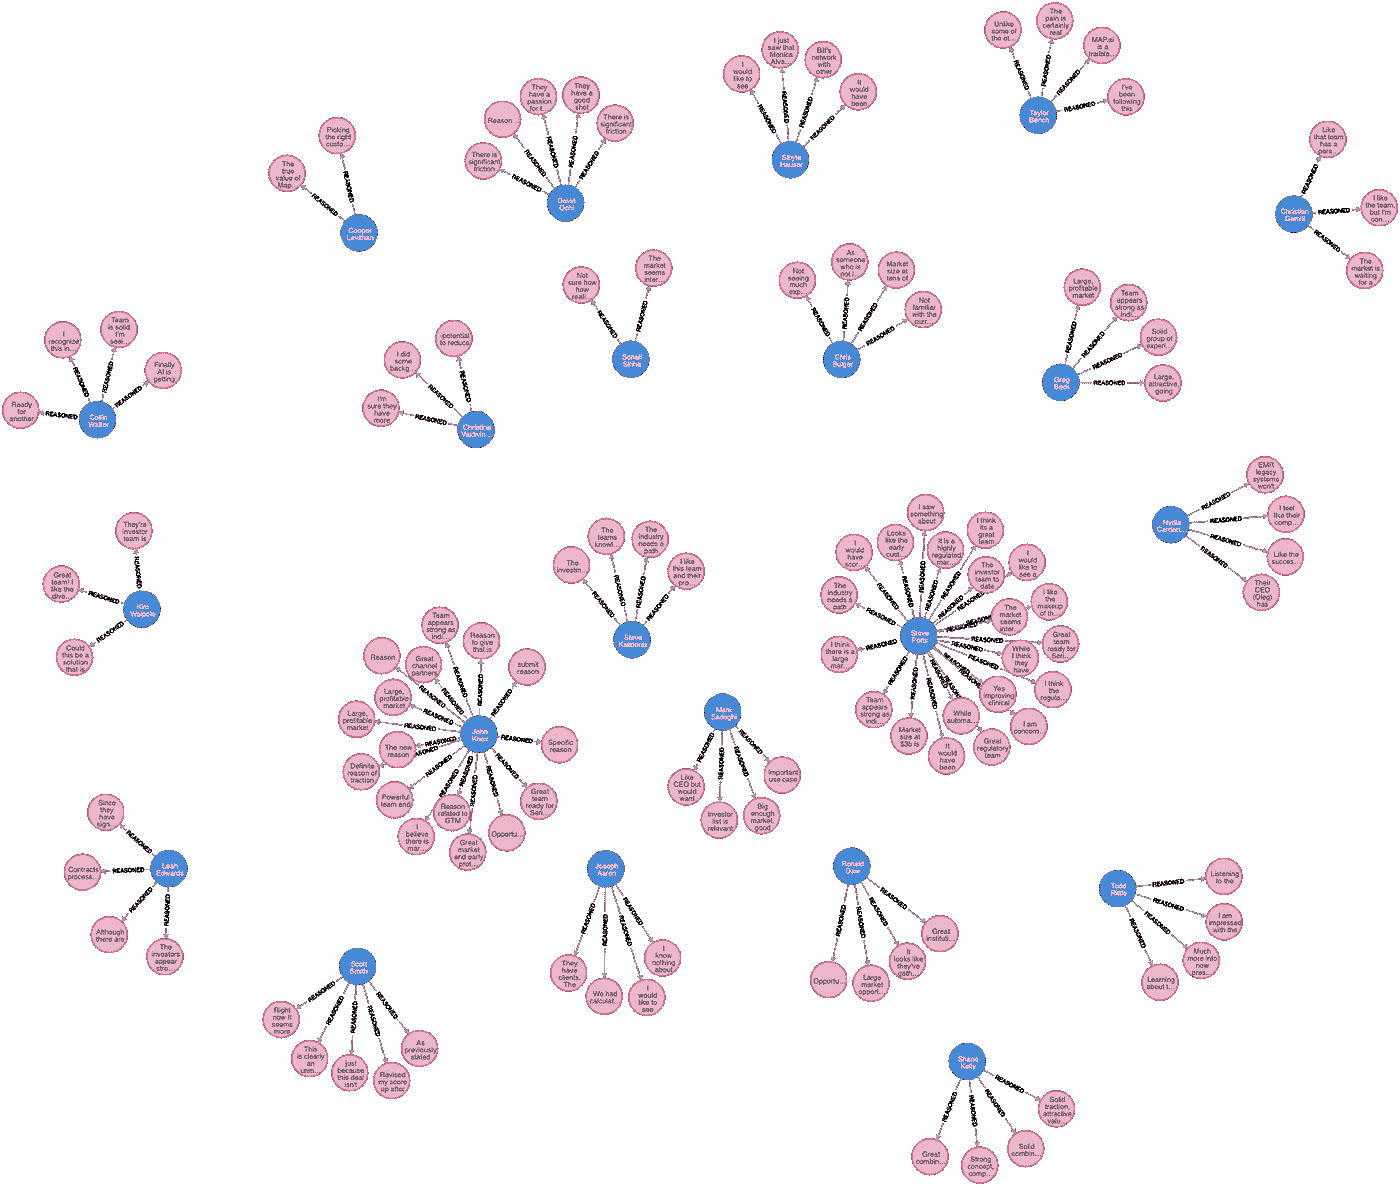 Unlike
some of
the et...
The
pain is
certainly
real
MAP.ai
is a
trailbla...
I've
been
following
this
REASONED
REASONED
REASONED
REASONED
Taylor
Bench
I
would
like to
see
I just
saw that
Monica
Alva...
Bill's
network
with
other
It
would
have
been
REASONED
REASONED
REASONED
REASONED
Sibyle
Hauser
There is
significant
friction
Reason...
They
have a
passion
for t...
They
have a
good
shot
There is
significant
friction
REASONED
REASONED
REASONED
REASONED
REASONED
David
The
true
value of
Map...
Picking
the right
custo...
REASONED
REASONED
Cooper
Like
that team
has a
pers...
I like
the team,
but I'm
con...
The
market is
waiting
for a
REASONED
REASONED
REASONED
Christian
Not
sure how
how
reali...
The
market
seems
inter...
REASONED
REASONED
Sonali
Sinha
Not
seeing
much
exp...
As
someone
who is
not i...
Market
size at
tens of
Not
familiar
with the
curr...
REASONED
REASONED
REASONED
REASONED
Chris
Large,
profitable
market
Team
appears
strong as
indi...
Solid
group of
experi...
Large,
attractive,
going
REASONED
REASONED
REASONED
REASONED
Greg
Beck
Ready
for
another
I
recognize
this in...
Team
is solid.
I'm
seei...
Finally
AI is
getting
REASONED
REASONED
REASONED
REASONED
Collin
I'm
sure they
have
more
I did
some
backg...
-potential
to reduce
REASONED
REASONED
REASONED
Christina
EMR
legacy
systems
won't
I feel
like their
comp...
Like the
succes...
Their
CEO
(Oleg)
has
REASONED
REASONED
REASONED
REASONED
They're
investor
team is
Great
team! I
like the
dive...
Could
this be a
solution
that is
REASONED
REASONED
REASONED
Kim
The
investm...
The
teams
knowl...
The
industry
needs a
path
I like
this team
and their
pro...
REASONED
REASONED
REASONED
REASONED
Steve
I saw
something
about
Looks
like the
early
cust...
It is a
highly
regulated
mar...
I think
its a
great
team
I
would
have
scor...
The
investor
team to
date
I
would
like to
see a
The
industry
needs a
path
The
market
seems
inter...
I like
the
makeup
of th...
I think
there is a
large
mar...
While
I think
they
have
Great
team
ready for
Seri...
Team
appears
strong as
indi...
Yes
improving
clinical
I think
the
regula...
Market
size at
$3b is
While
automa...
I am
concern...
It
would
have
been
Great
regulatory
team
Steve
Potts
Team
appears
strong as
indi...
Reason
to give
that is
Reason
Great
channel
partners
submit
reason
Large,
profitable
market
Large,
profitable
market
The new
reason
Specific
reason
Definite
reason of
traction
Powerful
team and
I
believe
there is
mar...
Reason
related to
GTM
Great
market
and early
prot...
Opportu...
Great
team
ready for
Seri...
John
Knox
Mark
Sadeghi
REASONED
REASONED
REASONED
REASONED
Like
CEO but
would
want
Investor
list is
relevant
Big
enough
market,
good
Important
use case
Since
they
have
sign...
Contracts
process...
Although
there are
The
investors
appear
stro...
REASONED
REASONED
REASONED
REASONED
Leah
Edwards
Joseph
Aaron
REASONED
REASONED
REASONED
REASONED
They
have
clients.
The
We had
calculat...
I
would
like to
see
I
know
nothing
about
Ronald
REASONED
REASONED
REASONED
REASONED
Opportu...
Large
market
opport...
It
looks like
they've
gath...
Great
instituti...
Todd
REASONED
REASONED
REASONED
REASONED
Listening
to the
I am
impressed
with the
Much
more into
now
pres...
Learning
about t...
Scott
Smith
REASONED
REASONED
REASONED
REASONED
REASONED
Right
now it
seems
more
This
is clearly
an
unm...
just
because
this deal
isn't
Revised
my score
up after
As
previously
stated
Shane
Kelly
REASONED
REASONED
REASONED
REASONED
Great
combin...
Strong
concept,
comp...
Solid
combin...
Solid
traction,
attractive
valu...